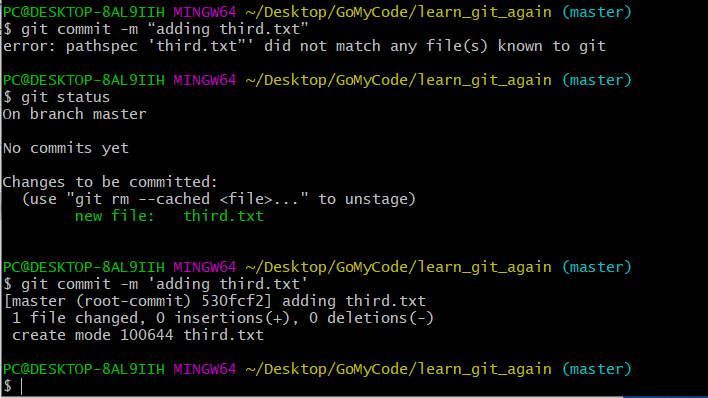 PC@DESKTOP-8AL9IIH MINGW64 ~/Desktop/GoMyCode/learn_git_again (master)
$ git commit -m “adding third.txt”
error: pathspec 'third.txt”' did not match any file(s) known to git
PC@DESKTOP-8AL9IIH MINGW64 ~/Desktop/GoMyCode/learn_git_again (master)
$ git status
On branch master
No commits yet
Changes to be committed:
(use "git rm --cached <file>..." to unstage)
new file:   third.txt
PC@DESKTOP-8AL9IIH MINGW64 ~/Desktop/GoMyCode/learn_git_again (master)
$ git commit -m 'adding third.txt'
[master (root-commit) 530fcf2] adding third.txt
1 file changed, 0 insertions(+), 0 deletions(-)
create mode 100644 third.txt
PC@DESKTOP-8AL9IIH MINGW64 ~/Desktop/GoMyCode/learn_git_again (master)
$